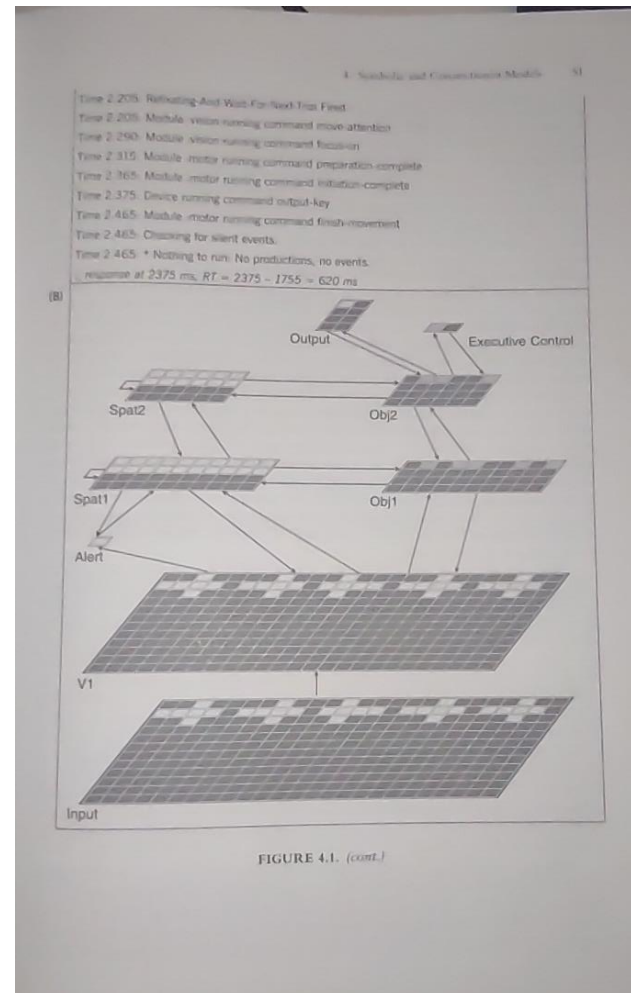 4. Symbolic and Connectionist Models 51
Time 2.205: Retreating-And-Wait-For-Next-Trial Fired
Time 2.205: Module :vision running command move-attention
Time 2.290: Module :vision running command focus-on
Time 2.315: Module :motor running command preparation-complete
Time 2.365: Module :motor running command initiation-complete
Time 2.375: Device running command output-key
Time 2.465: Module :motor running command finish-movement
Time 2.465: Checking for silent events.
Time 2.465: * Nothing to run: No productions, no events.
response at 2375 ms, RT = 2375 – 1755 = 620 ms
(B)
Output
Executive Control
Spat2
Obj2
Spat1
Obj1
Alert
V1
Input
FIGURE 4.1. (cont.)